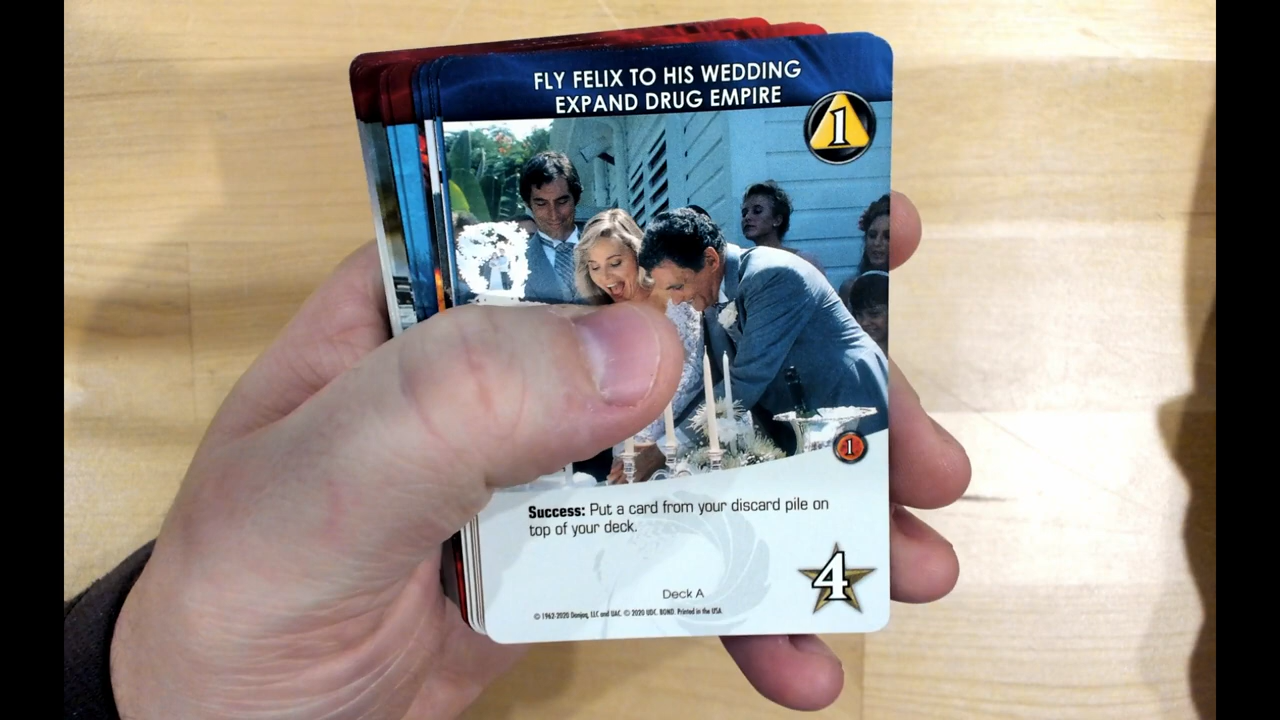 FLY FELIX TO HIS WEDDING
EXPAND DRUG EMPIRE
1
1
Success: Put a card from your discard pile on
top of your deck.
4
Deck A
© 1962-2020 Danjaq, LLC and UAC. © 2020 UDC. BOND. Printed in the USA.